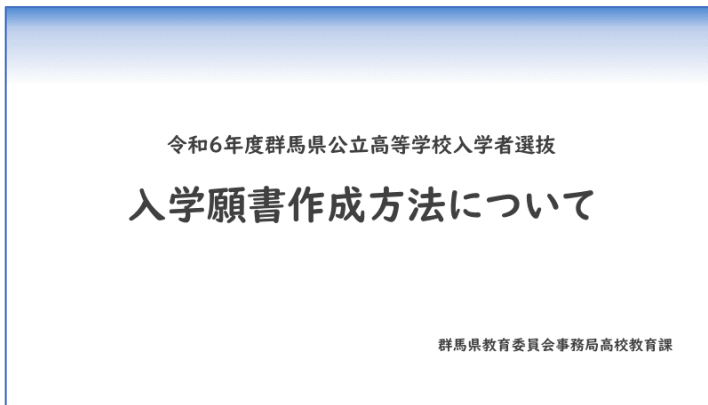 令和6年度群馬県公立高等学校入学者選抜
入学願書作成方法について
群馬県教育委員会事務局高校教育課